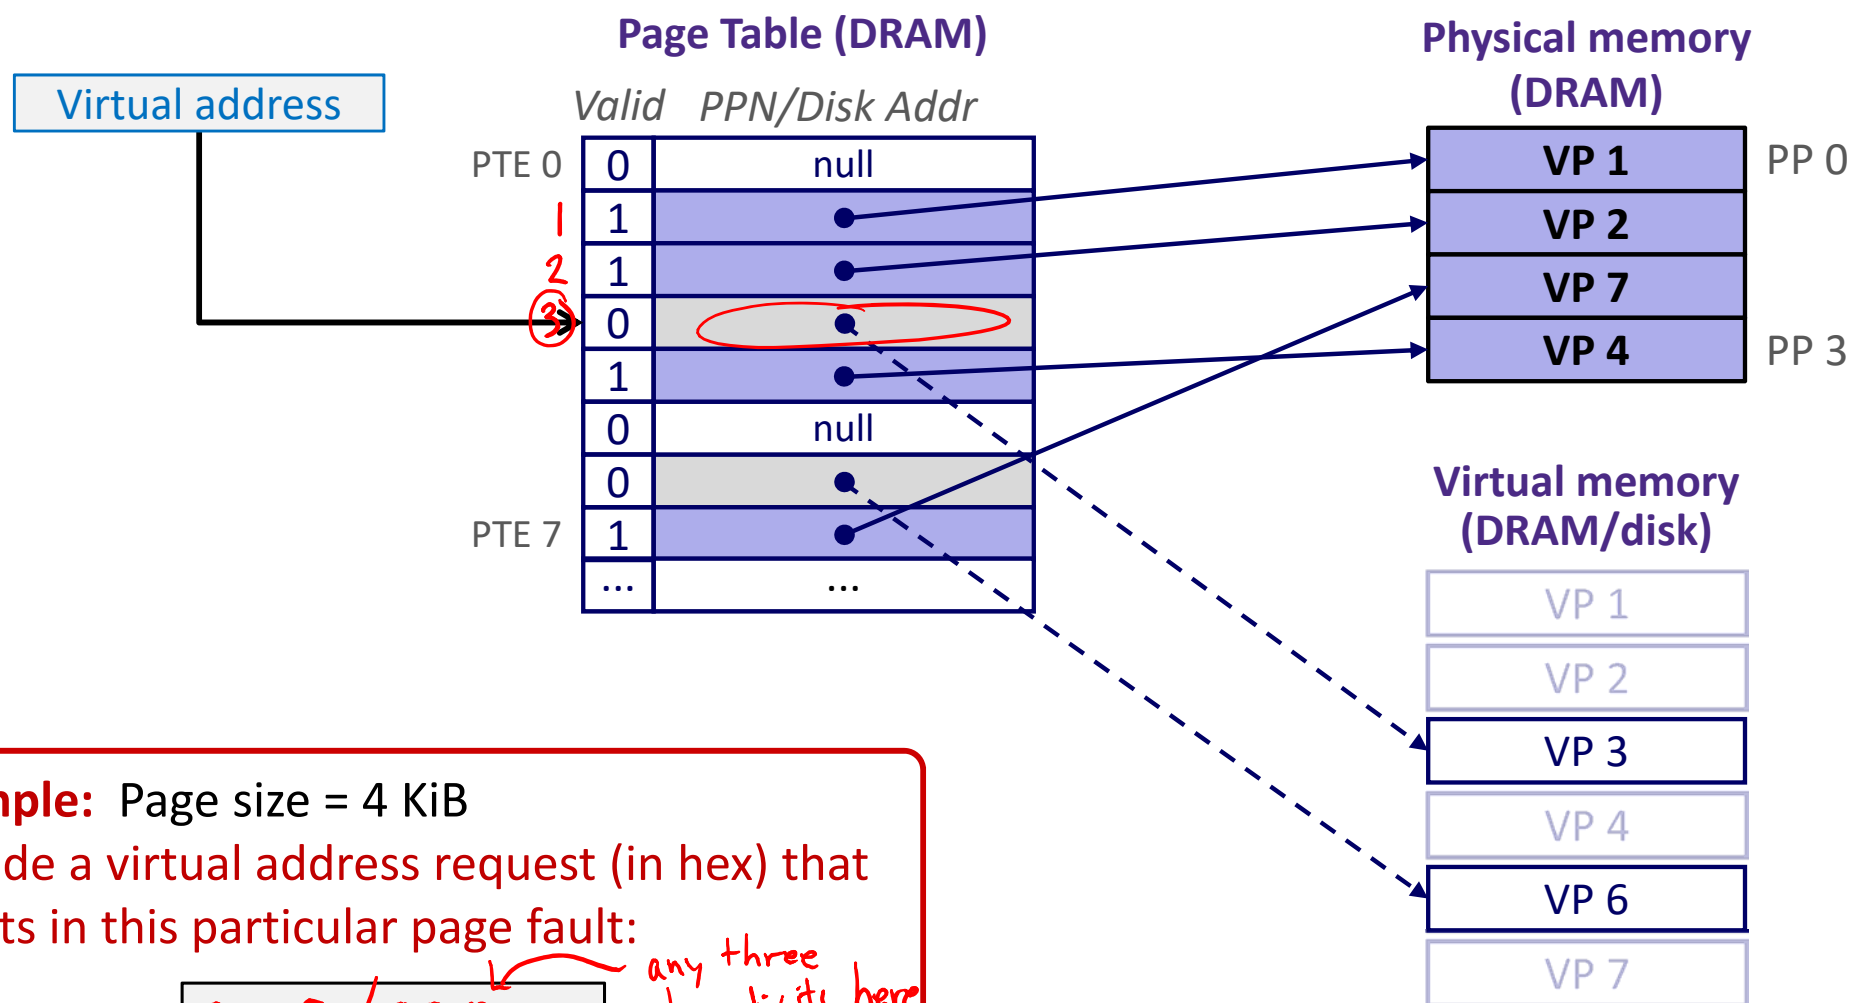 Page Table (DRAM)
Physical memory
(DRAM)
Virtual address
Valid PPN/Disk Addr
PTE 0 0 null
1 1
2 1
3 0
1
0 null
0
PTE 7 1
... ...
VP 1 PP 0
VP 2
VP 7
VP 4 PP 3
Virtual memory
(DRAM/disk)
VP 1
VP 2
VP 3
VP 4
VP 6
VP 7
nple: Page size = 4 KiB
de a virtual address request (in hex) that
ts in this particular page fault:
any three
digits here